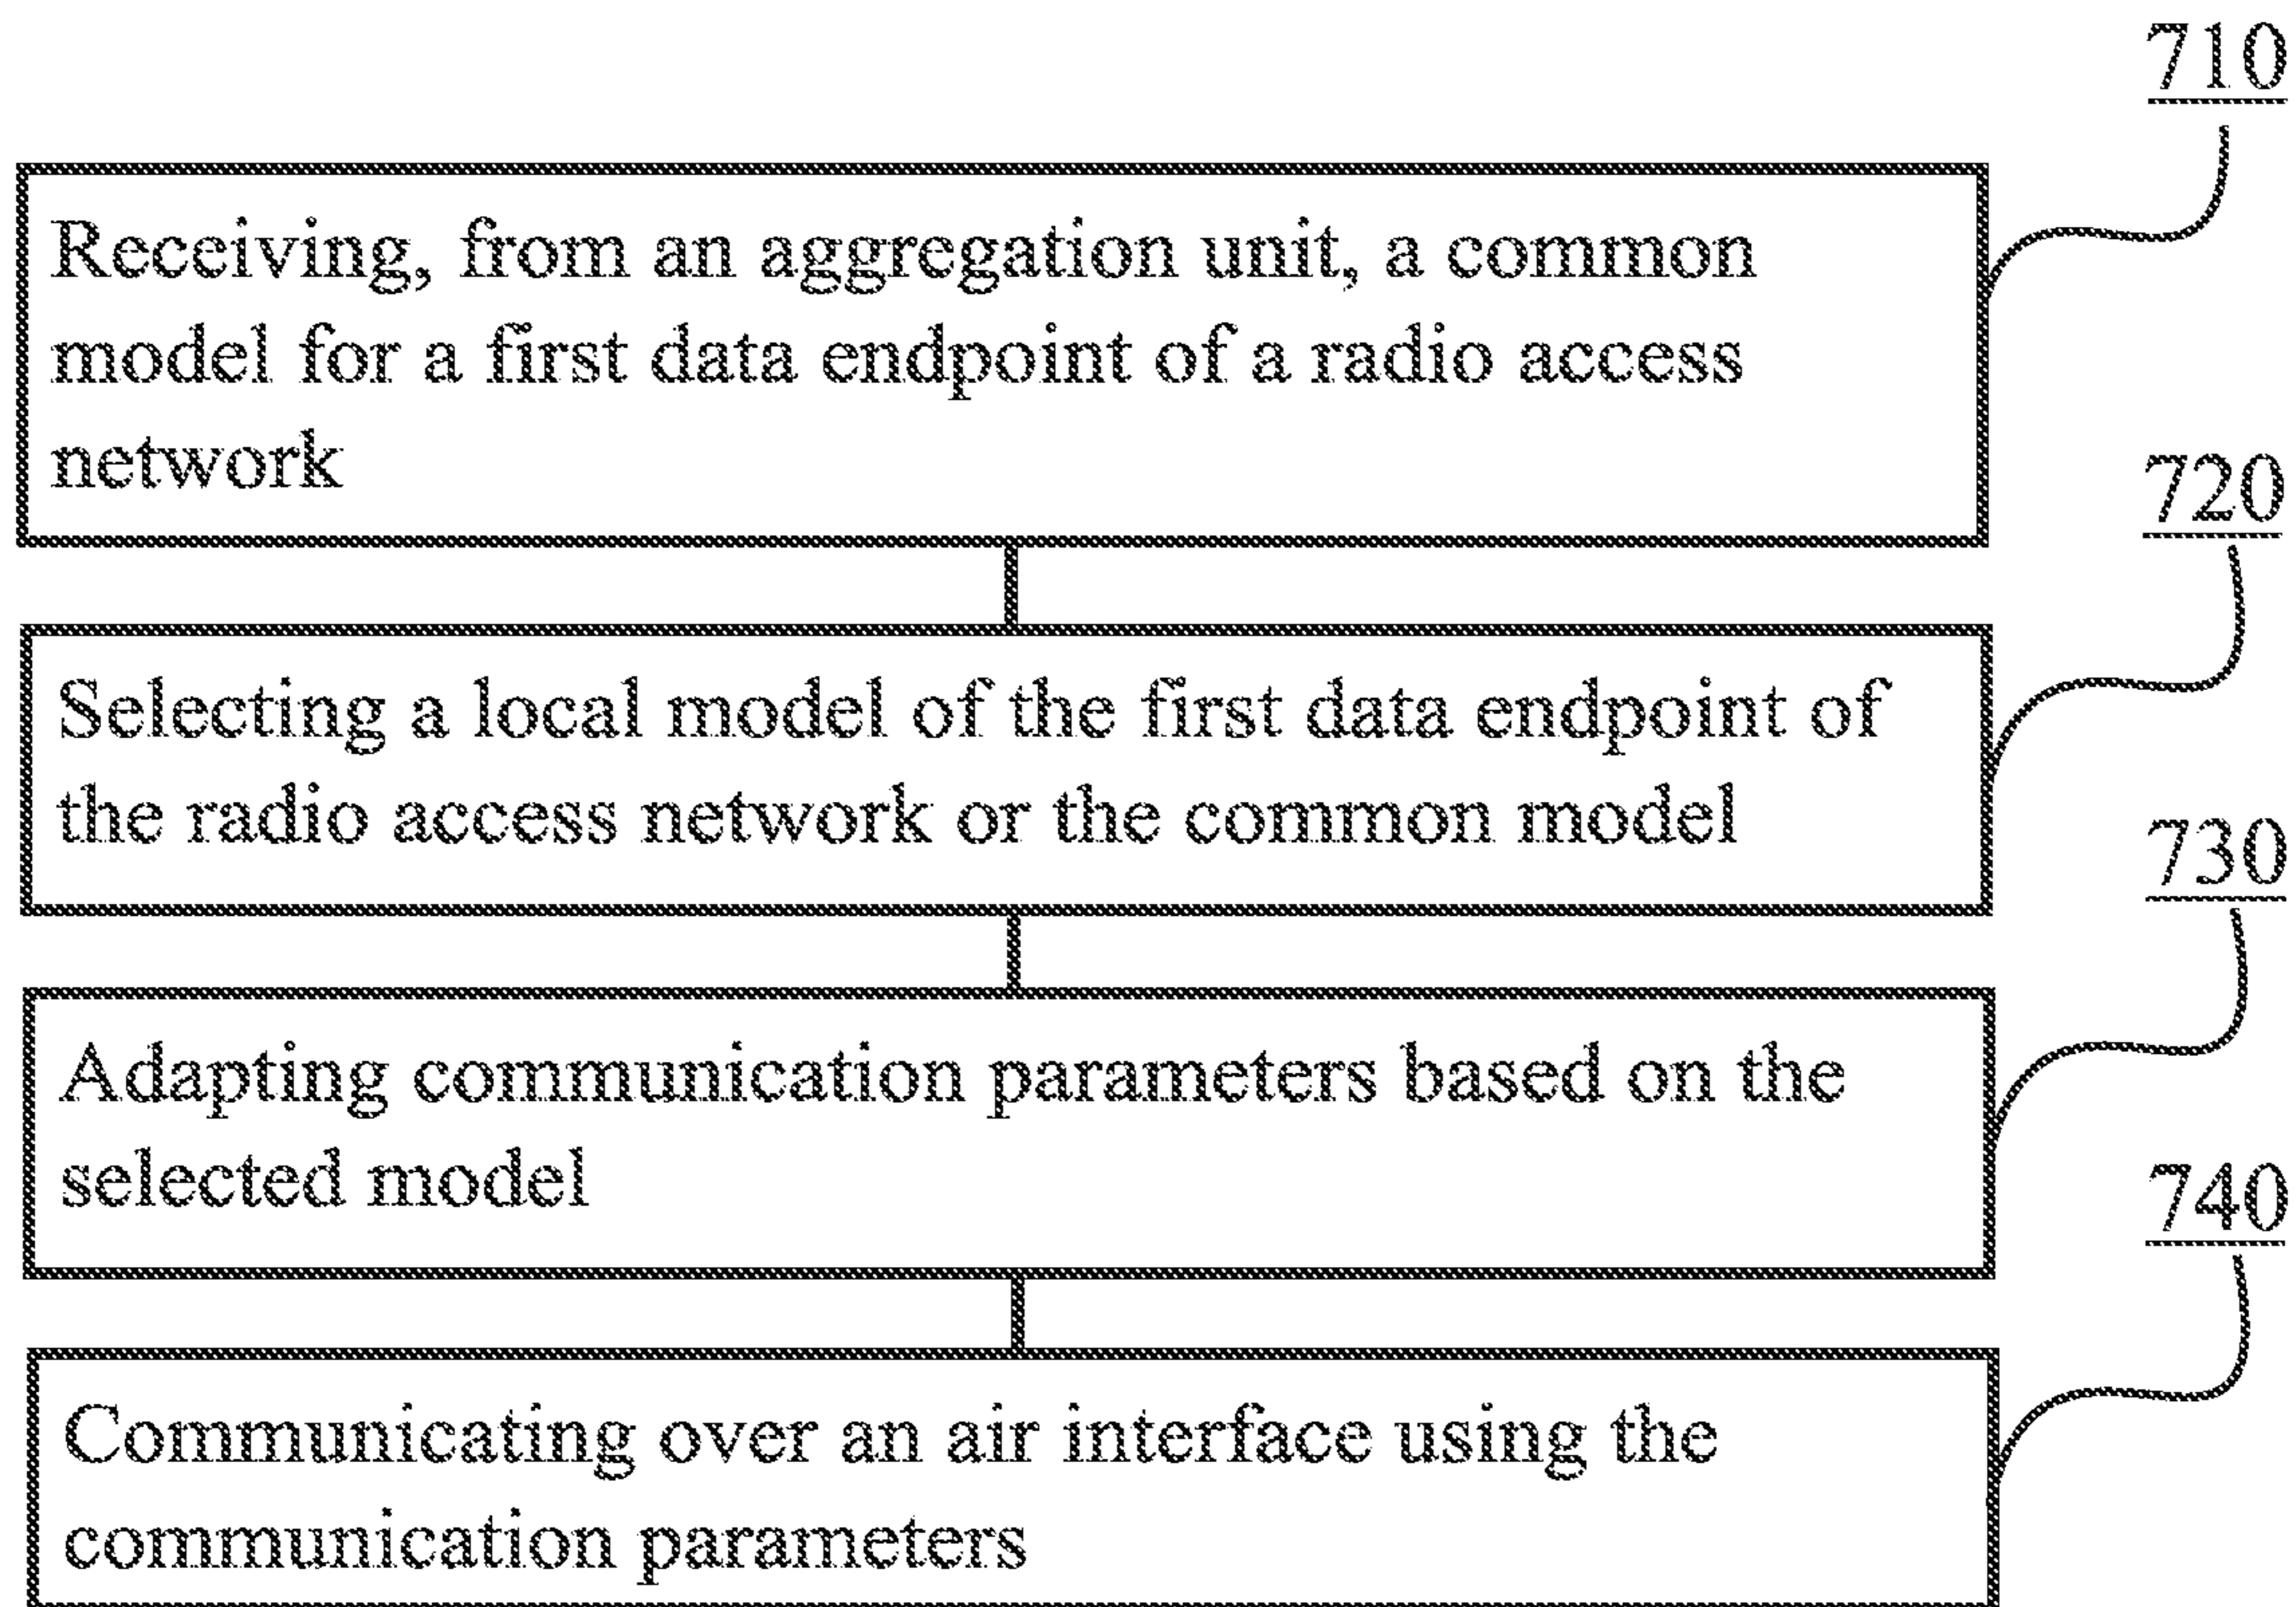 710
Receiving, from an aggregation unit, a common
model for a first data endpoint of a radio access
network
720
Selecting a local model of the first data endpoint of
the radio access network or the common model
730
Adapting communication parameters based on the
selected model
740
Communicating over an air interface using the
communication parameters